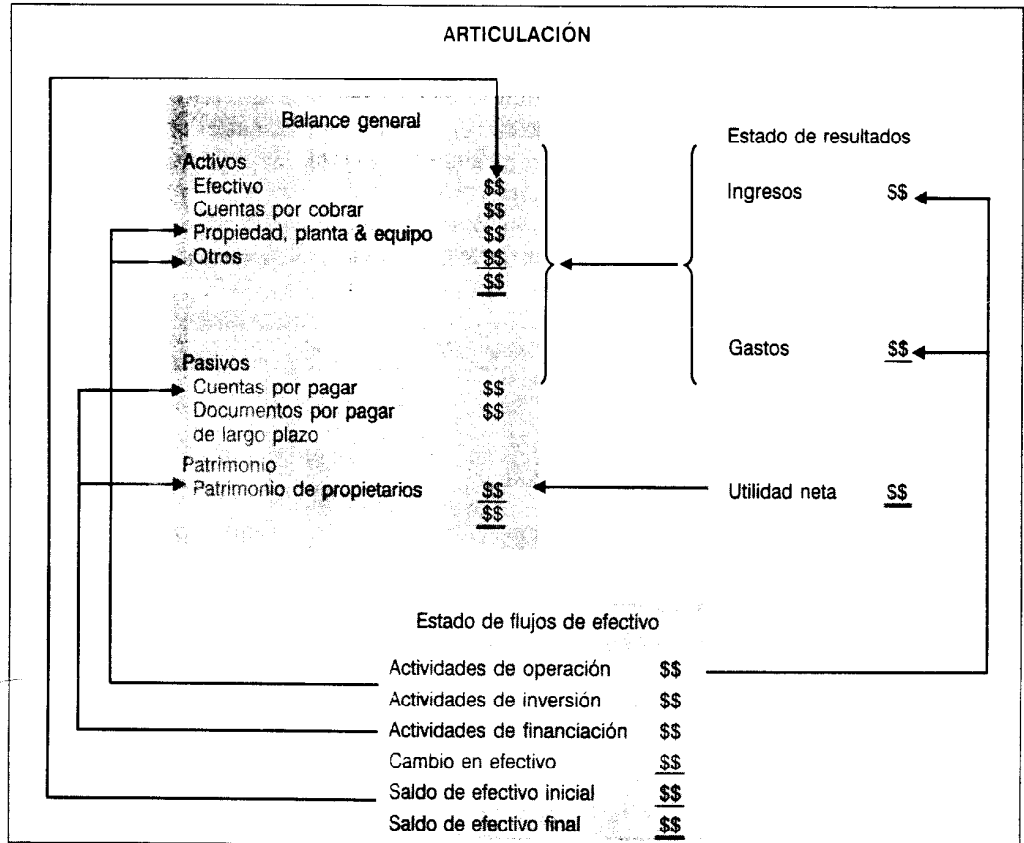 ARTICULACIÓN
Balance general
Activos
Efectivo $$
Cuentas por cobrar $$
Propiedad, planta & equipo $$
Otros $$
$$
Pasivos
Cuentas por pagar $$
Documentos por pagar $$
de largo plazo
Patrimonio
Patrimonio de propietarios $$
$$
Estado de resultados
Ingresos $$
Gastos $$
Utilidad neta $$
Estado de flujos de efectivo
Actividades de operación $$
Actividades de inversión $$
Actividades de financiación $$
Cambio en efectivo $$
Saldo de efectivo inicial $$
Saldo de efectivo final $$